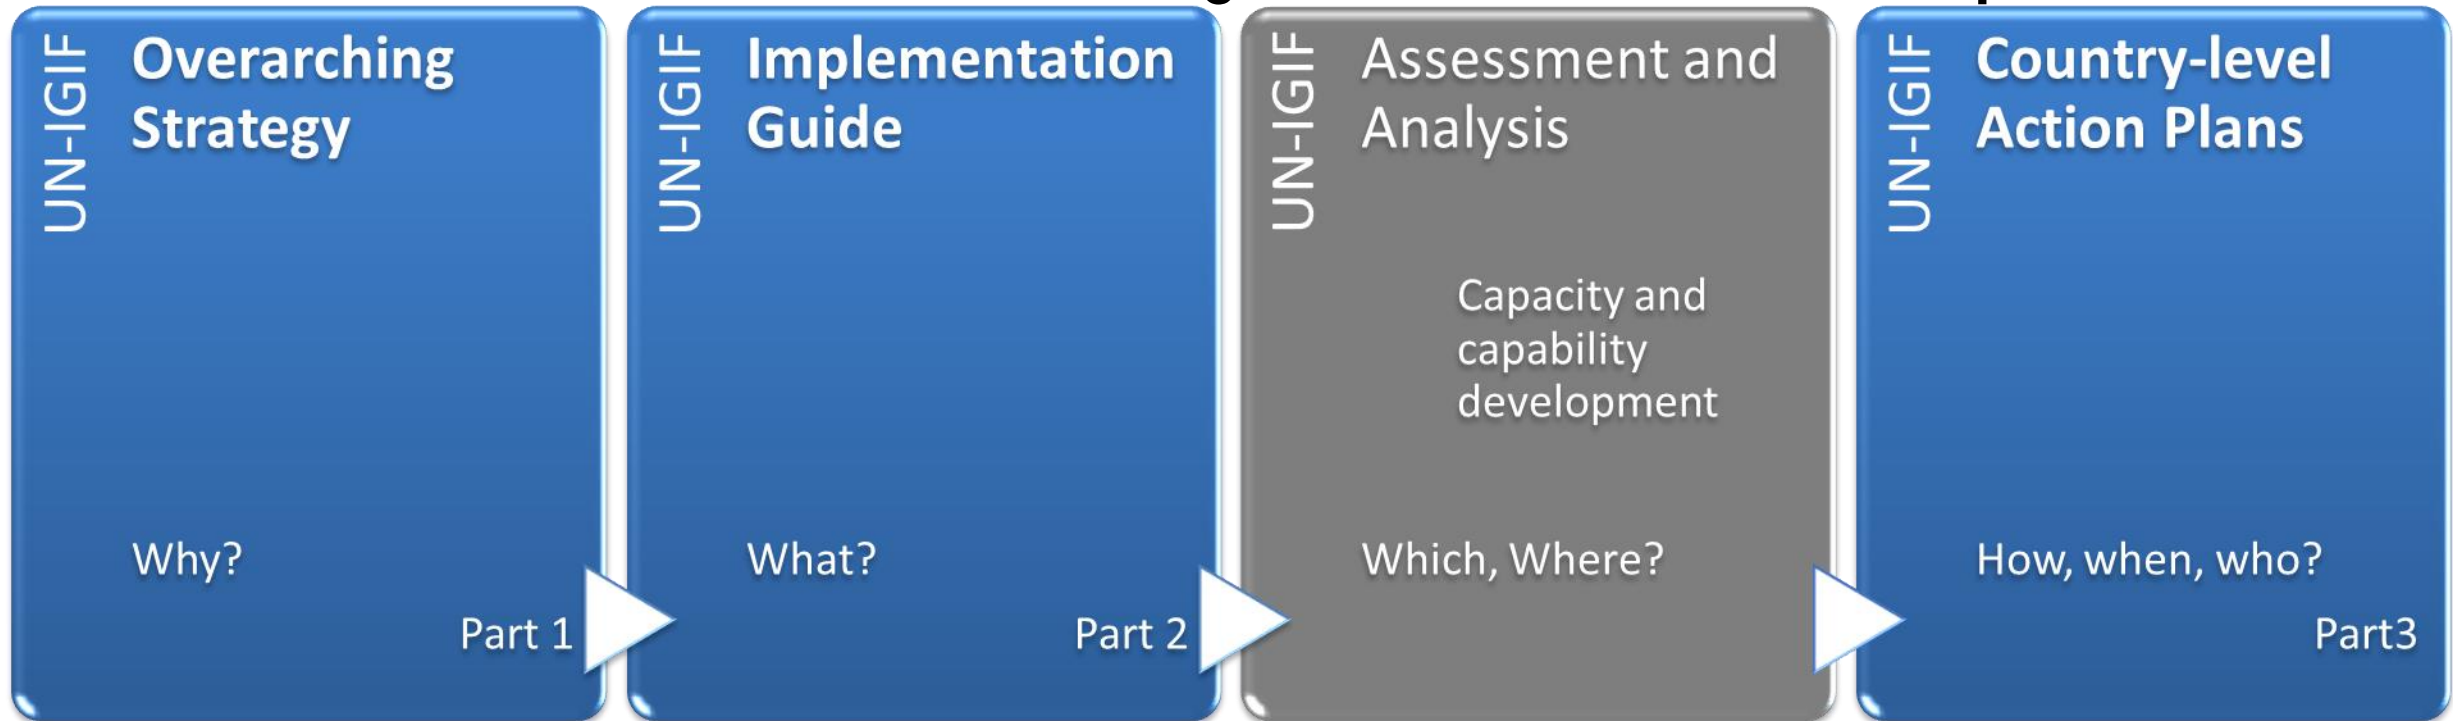 UN-IGIF
Overarching
Strategy
Why?
Part 1
UN-IGIF
Implementation
Guide
What?
Part 2
UN-IGIF
Assessment and
Analysis
Capacity and
capability
development
Which, Where?
UN-IGIF
Country-level
Action Plans
How, when, who?
Part3